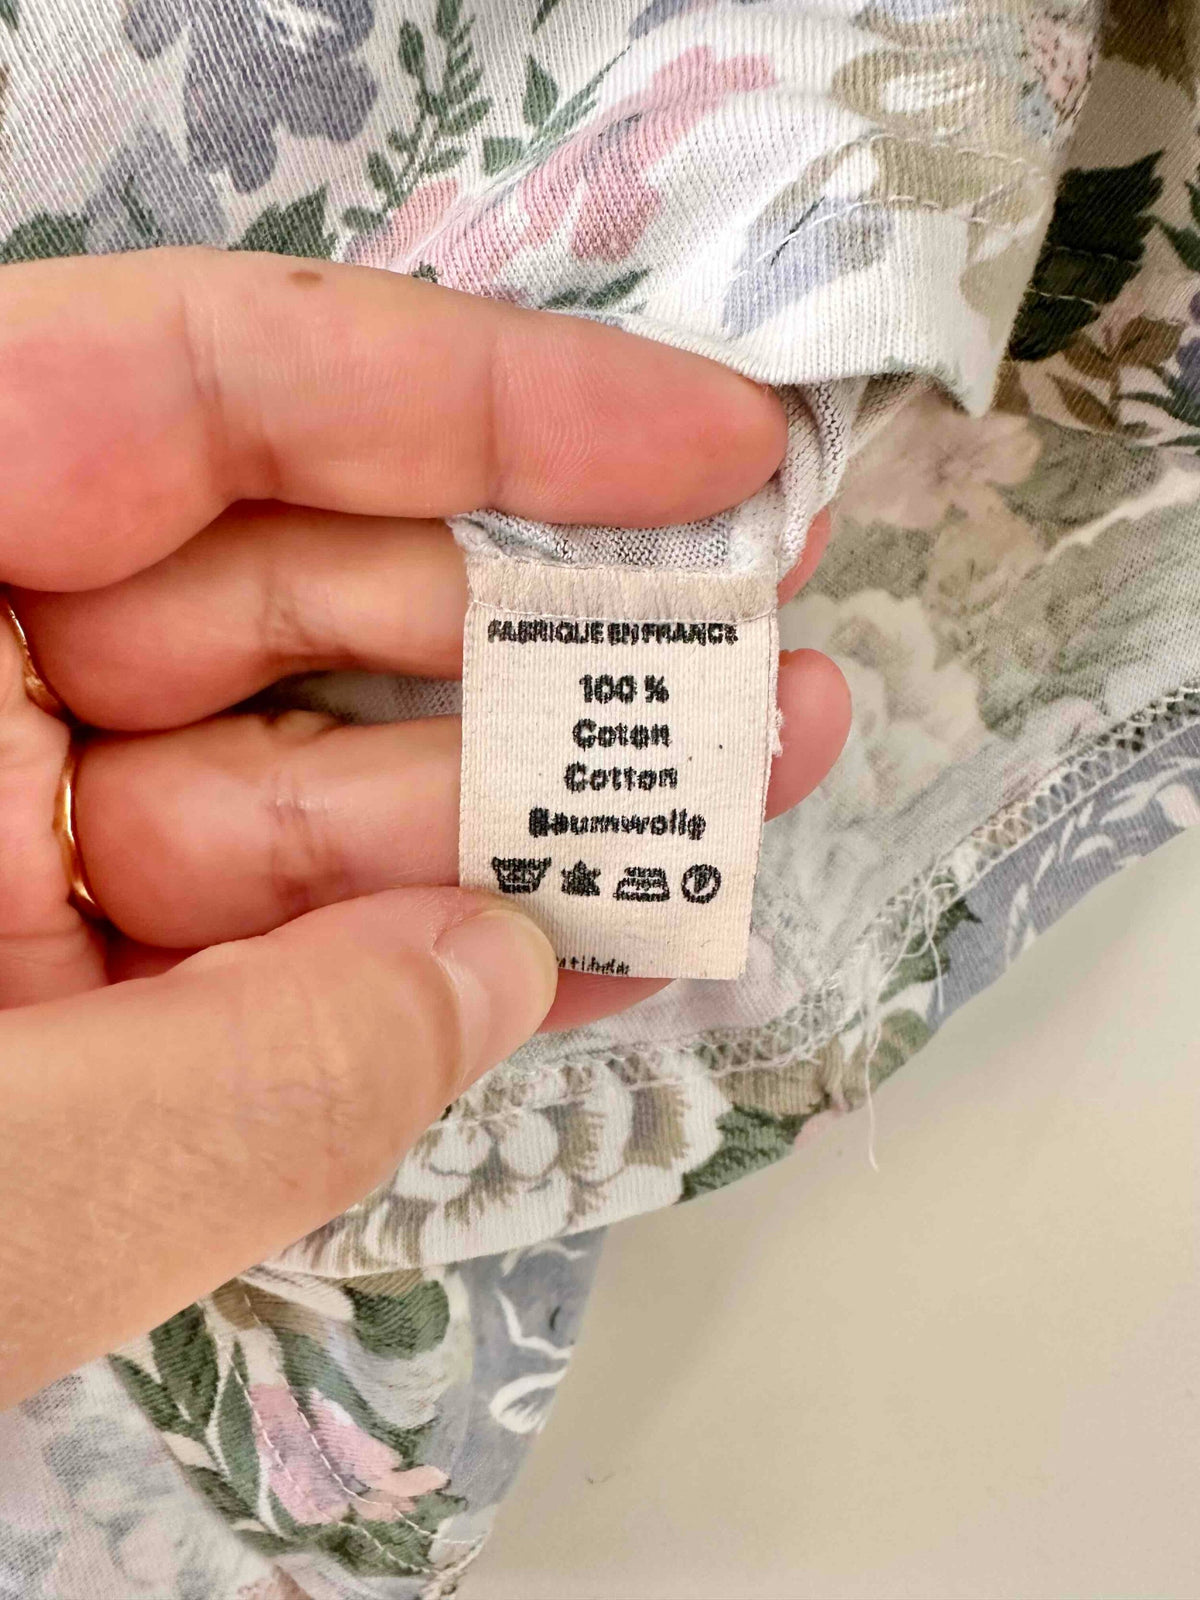 FABRIQUE EN FRANCE
100 %
Coton
Cotton
Baumwolle